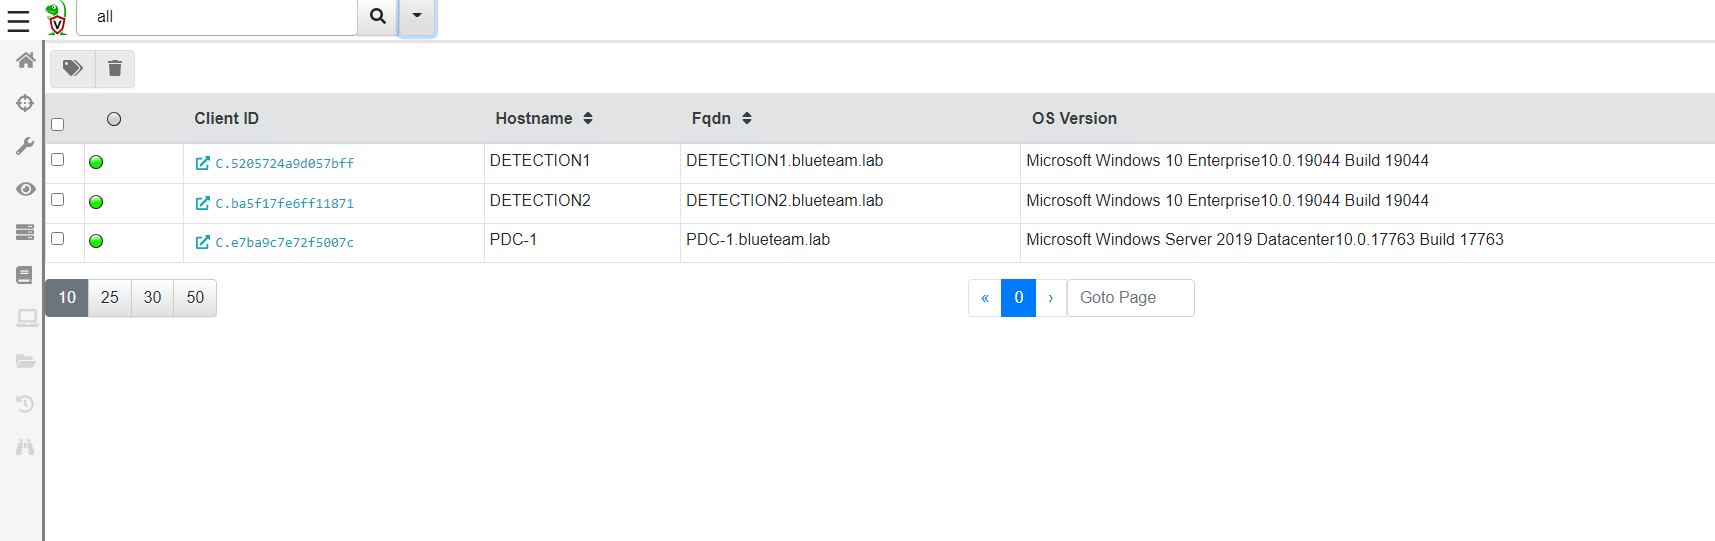 all
V
Client ID Hostname Fqdn OS Version
C.5205724a9d057bff DETECTION1 DETECTION1.blueteam.lab Microsoft Windows 10 Enterprise10.0.19044 Build 19044
C.ba5f17fe6ff11871 DETECTION2 DETECTION2.blueteam.lab Microsoft Windows 10 Enterprise10.0.19044 Build 19044
C.e7ba9c7e72f5007c PDC-1 PDC-1.blueteam.lab Microsoft Windows Server 2019 Datacenter10.0.17763 Build 17763
10 25 30 50 « 0 › Goto Page